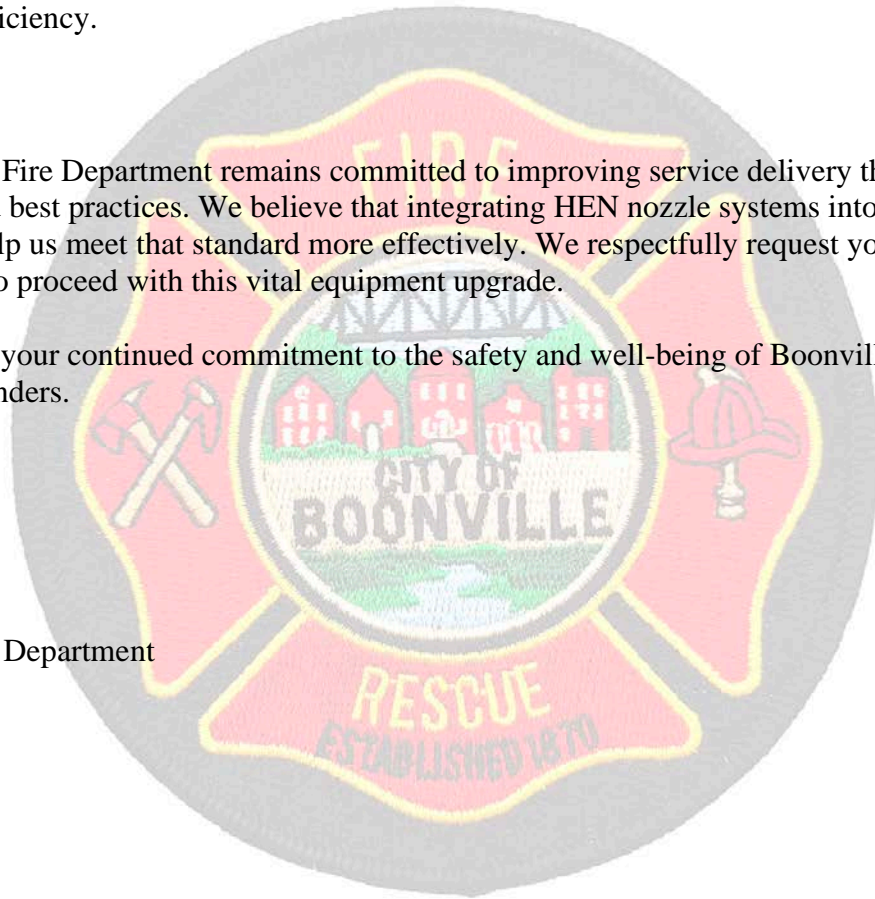 iciency.
FIRE
Fire Department remains committed to improving service delivery th
best practices. We believe that integrating HEN nozzle systems into
lp us meet that standard more effectively. We respectfully request yo
o proceed with this vital equipment upgrade.
your continued commitment to the safety and well-being of Boonvill
nders.
CITY OF
BOONVILLE
Department
RESCUE
ESTABLISHED 1870